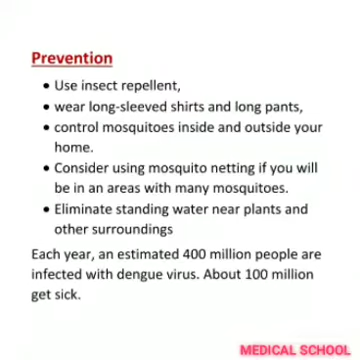 Prevention
• Use insect repellent,
• wear long-sleeved shirts and long pants,
• control mosquitoes inside and outside your
home.
• Consider using mosquito netting if you will
be in an areas with many mosquitoes.
• Eliminate standing water near plants and
other surroundings
Each year, an estimated 400 million people are
infected with dengue virus. About 100 million
get sick.
MEDICAL SCHOOL